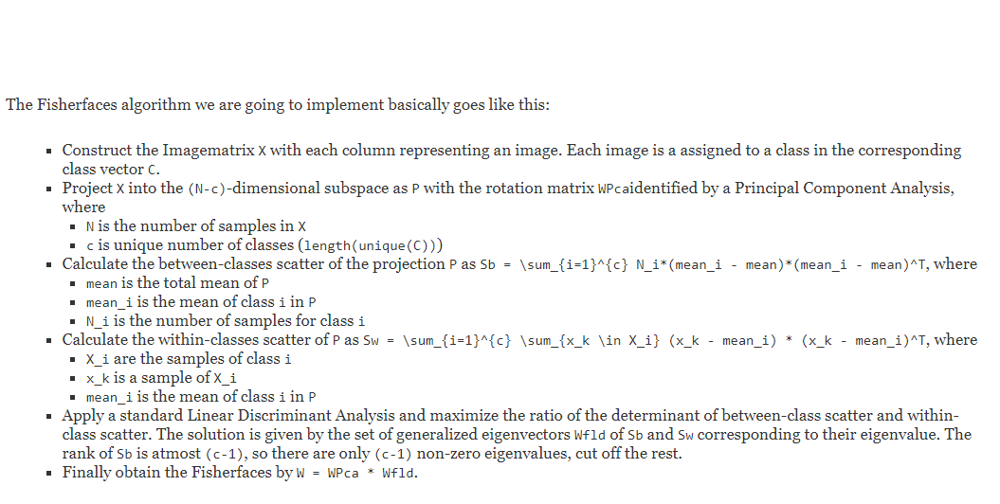 The Fisherfaces algorithm we are going to implement basically goes like this:
▪ Construct the Imagematrix X with each column representing an image. Each image is a assigned to a class in the corresponding
class vector C.
▪ Project X into the (N-c)-dimensional subspace as P with the rotation matrix WPcaidentified by a Principal Component Analysis,
where
▪ N is the number of samples in X
▪ c is unique number of classes (length(unique(C)))
▪ Calculate the between-classes scatter of the projection P as Sb = \sum_{i=1}^{c} N_i*(mean_i - mean)*(mean_i - mean)^T, where
▪ mean is the total mean of P
▪ mean_i is the mean of class i in P
▪ N_i is the number of samples for class i
▪ Calculate the within-classes scatter of P as Sw = \sum_{i=1}^{c} \sum_{x_k \in X_i} (x_k - mean_i) * (x_k - mean_i)^T, where
▪ X_i are the samples of class i
▪ x_k is a sample of X_i
▪ mean_i is the mean of class i in P
▪ Apply a standard Linear Discriminant Analysis and maximize the ratio of the determinant of between-class scatter and within-
class scatter. The solution is given by the set of generalized eigenvectors Wfld of Sb and Sw corresponding to their eigenvalue. The
rank of Sb is atmost (c-1), so there are only (c-1) non-zero eigenvalues, cut off the rest.
▪ Finally obtain the Fisherfaces by W = WPca * Wfld.